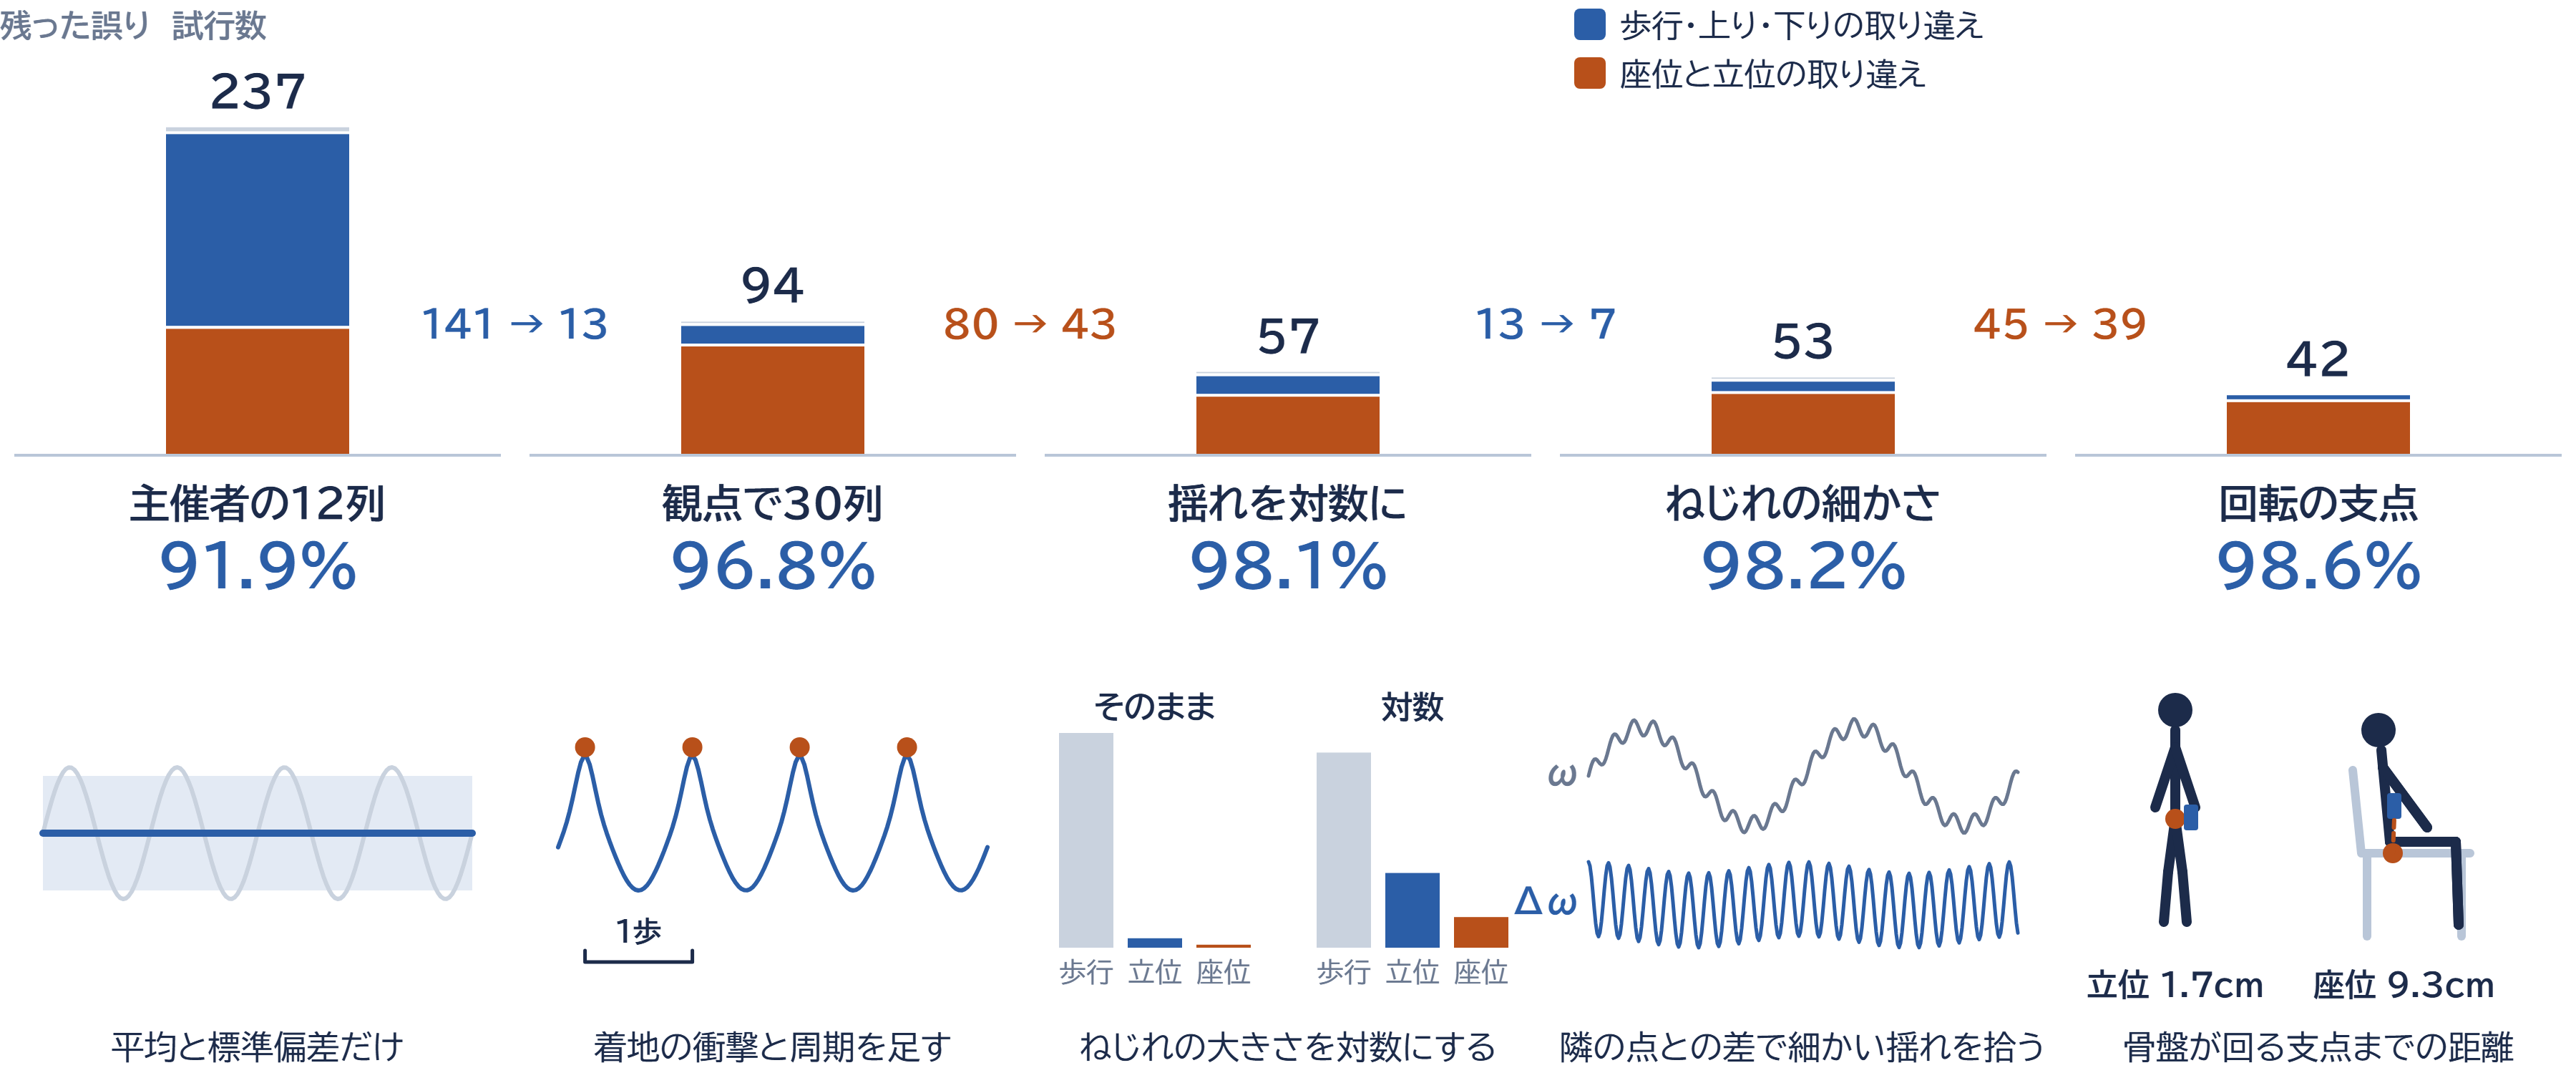 残った誤り 試行数
歩行・上り・下りの取り違え
座位と立位の取り違え
237
94
57
53
42
141 → 13
80 → 43
13 → 7
45 → 39
主催者の12列
91.9%
観点で30列
96.8%
揺れを対数に
98.1%
ねじれの細かさ
98.2%
回転の支点
98.6%
平均と標準偏差だけ
1歩
着地の衝撃と周期を足す
そのまま
対数
歩行 立位 座位
歩行 立位 座位
ねじれの大きさを対数にする
ω
Δω
隣の点との差で細かい揺れを拾う
立位 1.7cm
座位 9.3cm
骨盤が回る支点までの距離